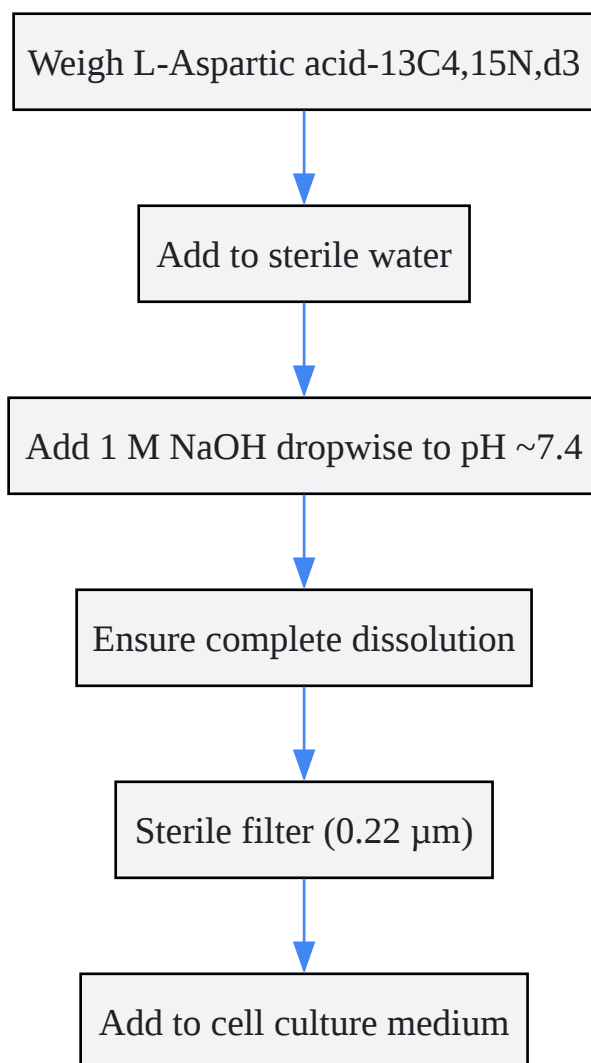 Weigh L-Aspartic acid-13C4,15N,d3
Add to sterile water
Add 1 M NaOH dropwise to pH ~7.4
Ensure complete dissolution
Sterile filter (0.22 µm)
Add to cell culture medium